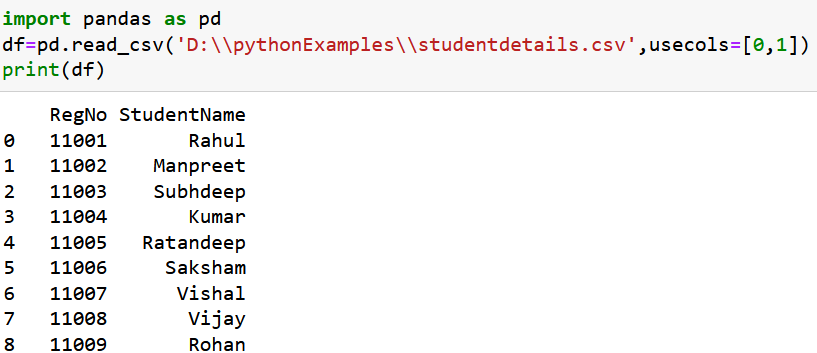 import pandas as pd
df=pd.read_csv('D:\\pythonExamples\\studentdetails.csv',usecols=[0,1])
print(df)
RegNo StudentName
0 11001 Rahul
1 11002 Manpreet
2 11003 Subhdeep
3 11004 Kumar
4 11005 Ratandeep
5 11006 Saksham
6 11007 Vishal
7 11008 Vijay
8 11009 Rohan